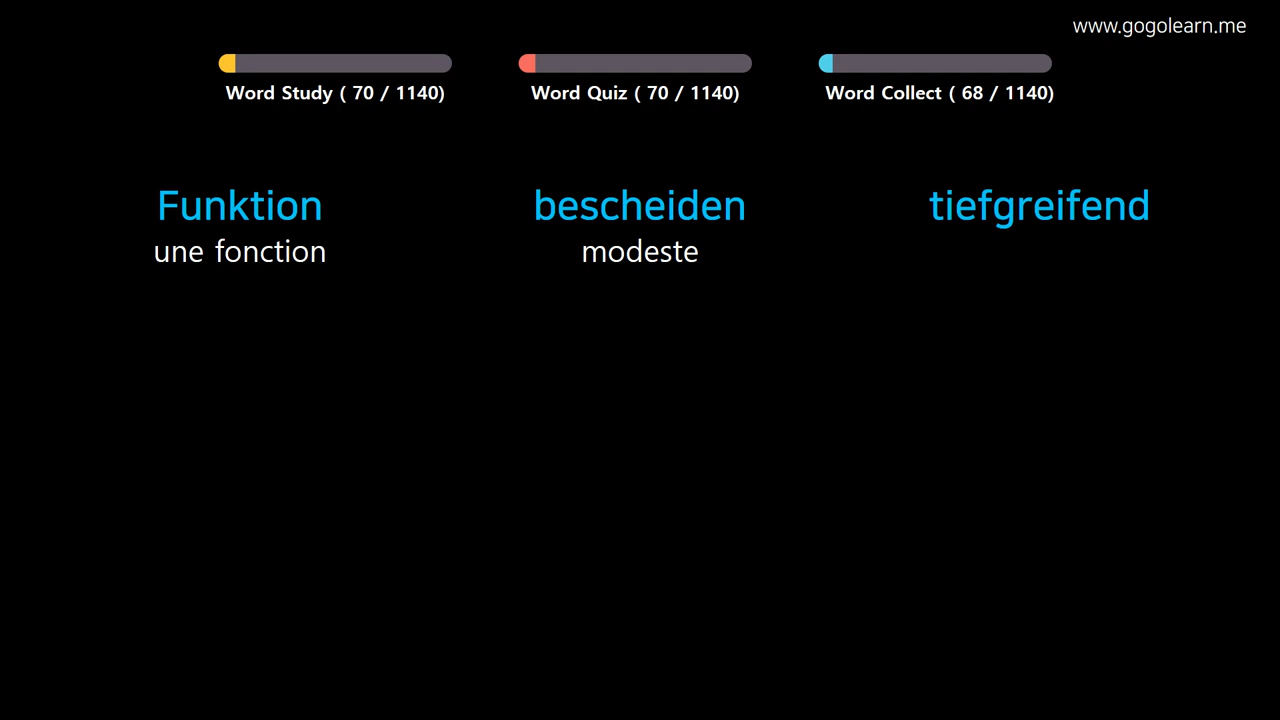 www.gogolearn.me
Word Study ( 70 / 1140)
Word Quiz ( 70 / 1140)
Word Collect ( 68 / 1140)
Funktion
une fonction
bescheiden
modeste
tiefgreifend